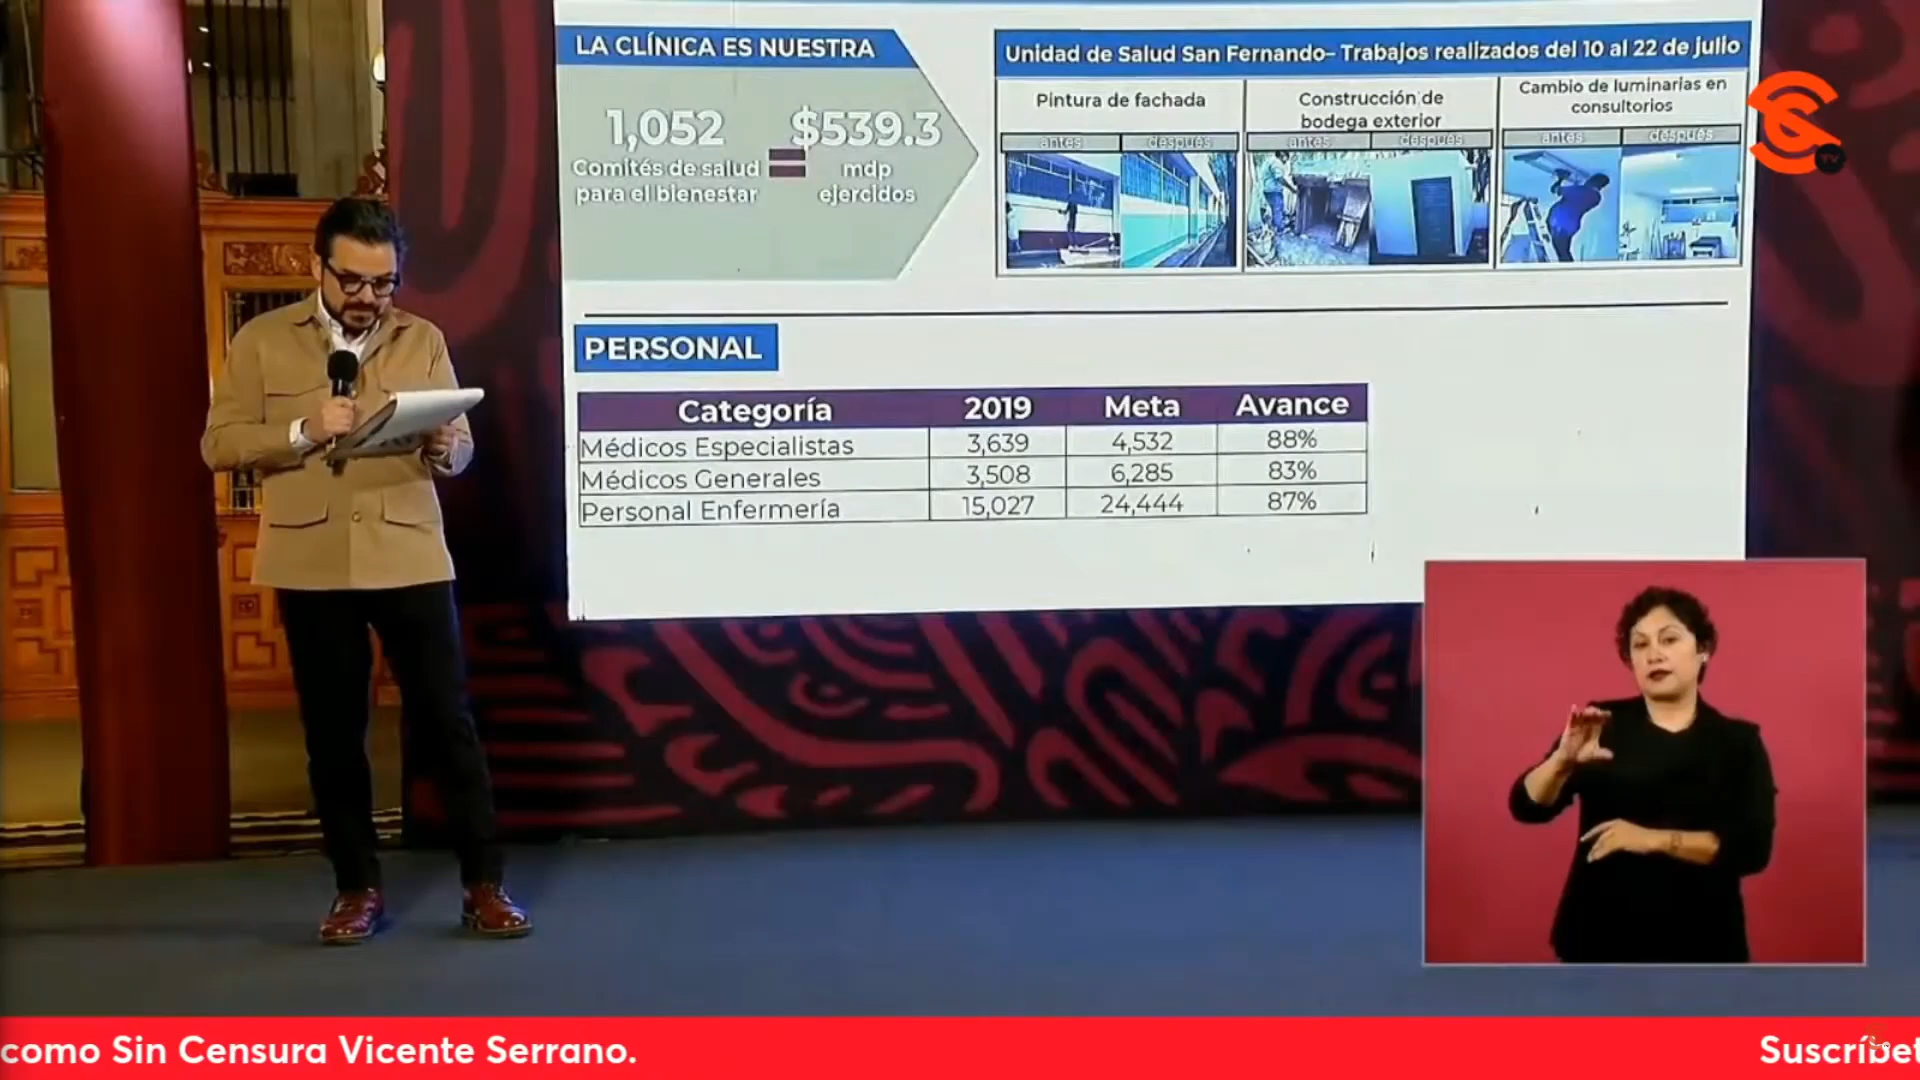 LA CLÍNICA ES NUESTRA
1,052
Comités de salud
para el bienestar
=
$539.3
mdp
ejercidos
Unidad de Salud San Fernando– Trabajos realizados del 10 al 22 de julio
Pintura de fachada
antes después
Construcción de
bodega exterior
antes después
Cambio de luminarias en
consultorios
antes después
TV
PERSONAL
Categoría 2019 Meta Avance
Médicos Especialistas 3,639 4,532 88%
Médicos Generales 3,508 6,285 83%
Personal Enfermería 15,027 24,444 87%
como Sin Censura Vicente Serrano.
Suscríbet